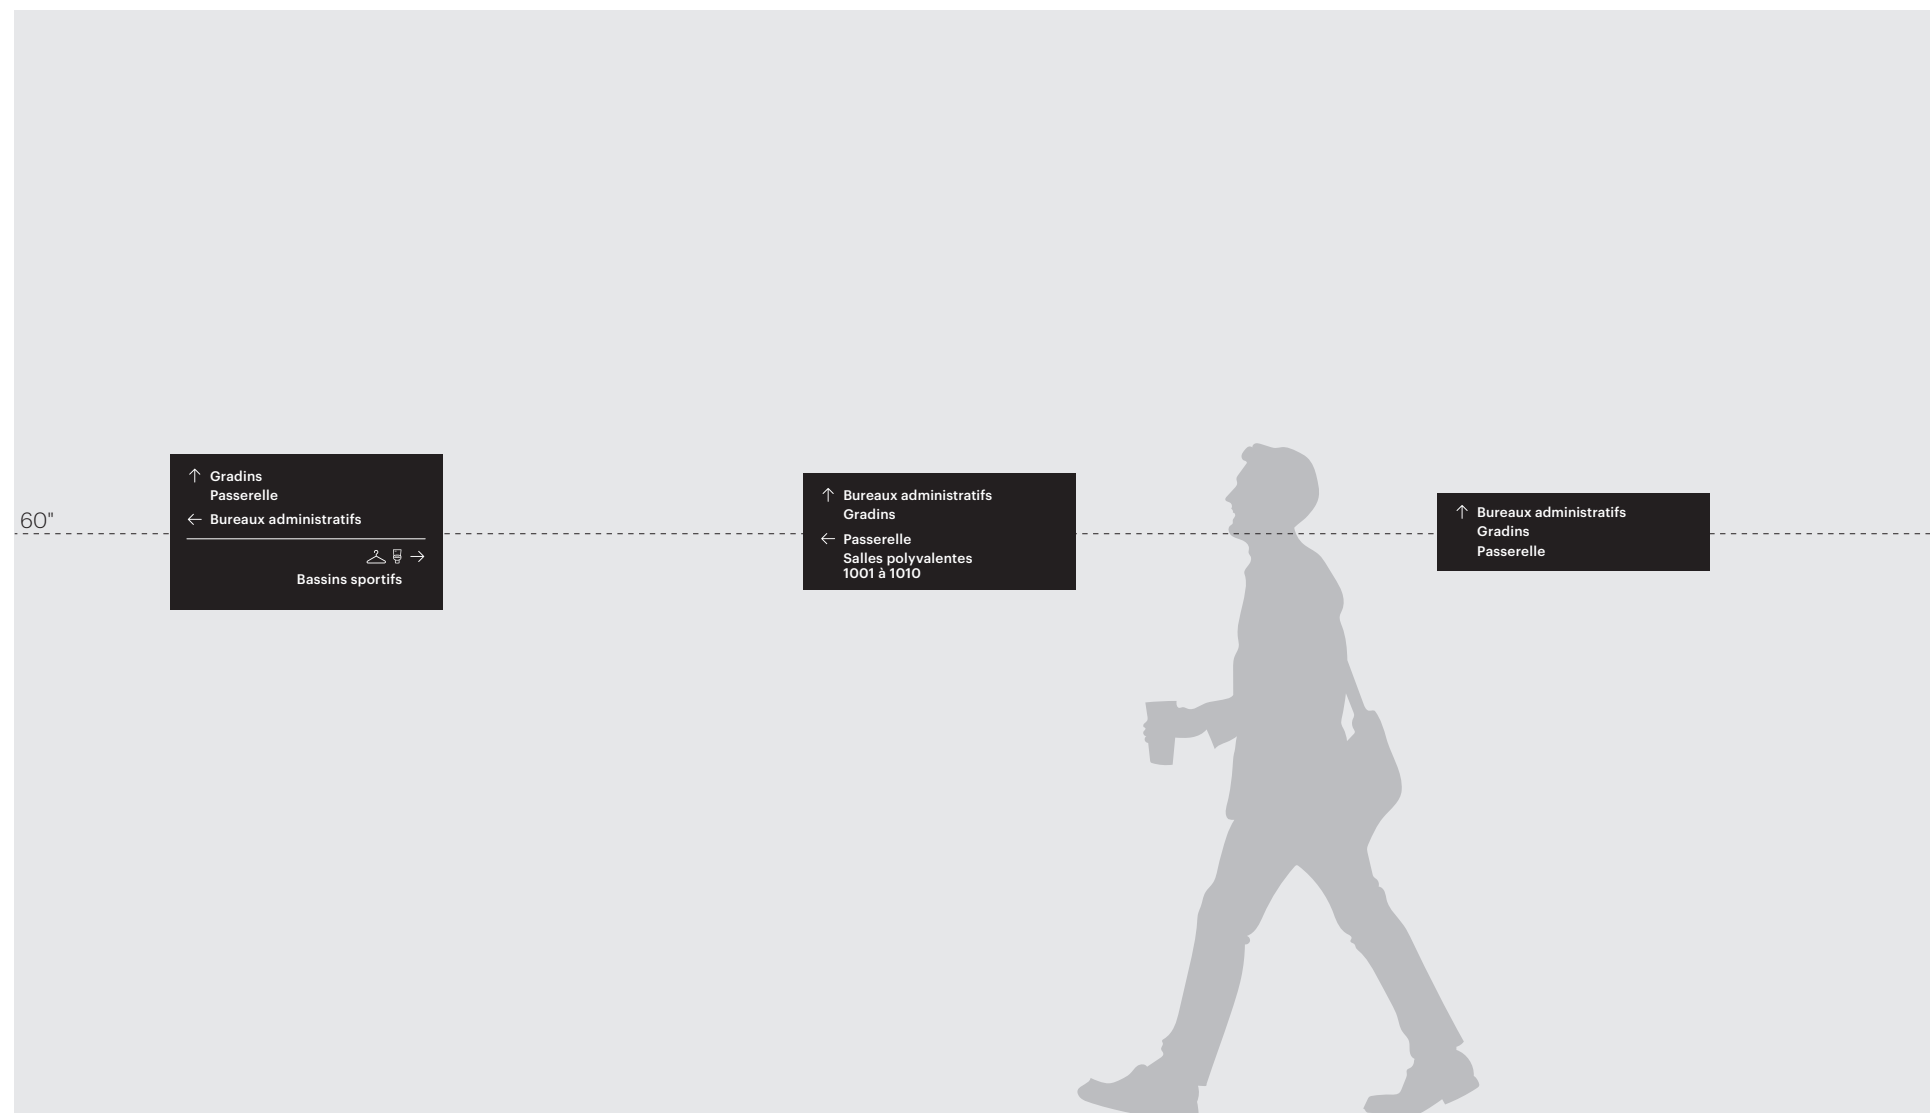 60"
↑ Gradins
Passerelle
← Bureaux administratifs
→
Bassins sportifs
↑ Bureaux administratifs
Gradins
← Passerelle
Salles polyvalentes
1001 à 1010
↑ Bureaux administratifs
Gradins
Passerelle